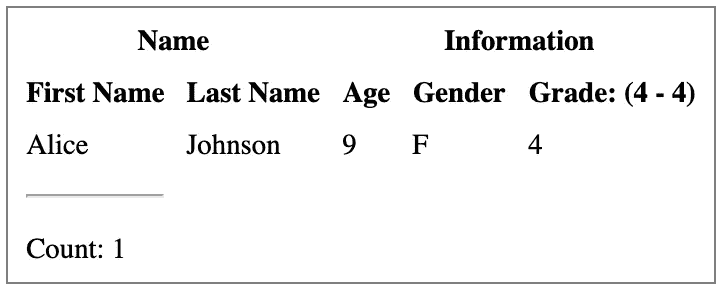 Name Information
First Name Last Name Age Gender Grade: (4 - 4)
Alice Johnson 9 F 4
Count: 1